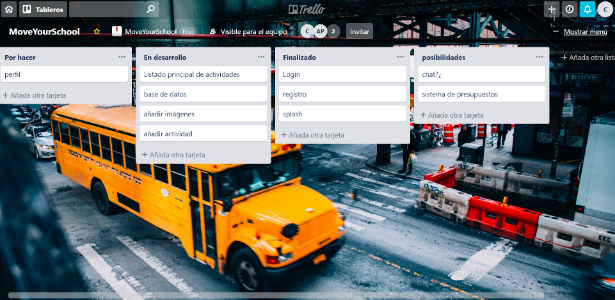 Tableros
Trello
C
MoveYourSchool
MoveYourSchool
Free
Visible para el equipo
C
AP
2
Invitar
Mostrar menú
Por hacer
perfil
+ Añada otra tarjeta
En desarrollo
Listado principal de actividades
base de datos
añadir imágenes
añadir actividad
+ Añada otra tarjeta
Finalizado
Login
registro
splash
+ Añada otra tarjeta
posibilidades
chat?¿
sistema de presupuestos
+ Añada otra tarjeta
+ Añada otra lista